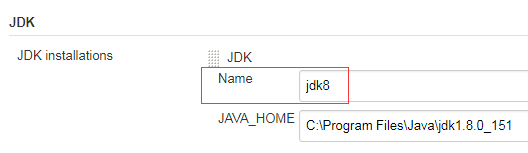 JDK
JDK installations
JDK
Name
jdk8
JAVA_HOME
C:\Program Files\Java\jdk1.8.0_151